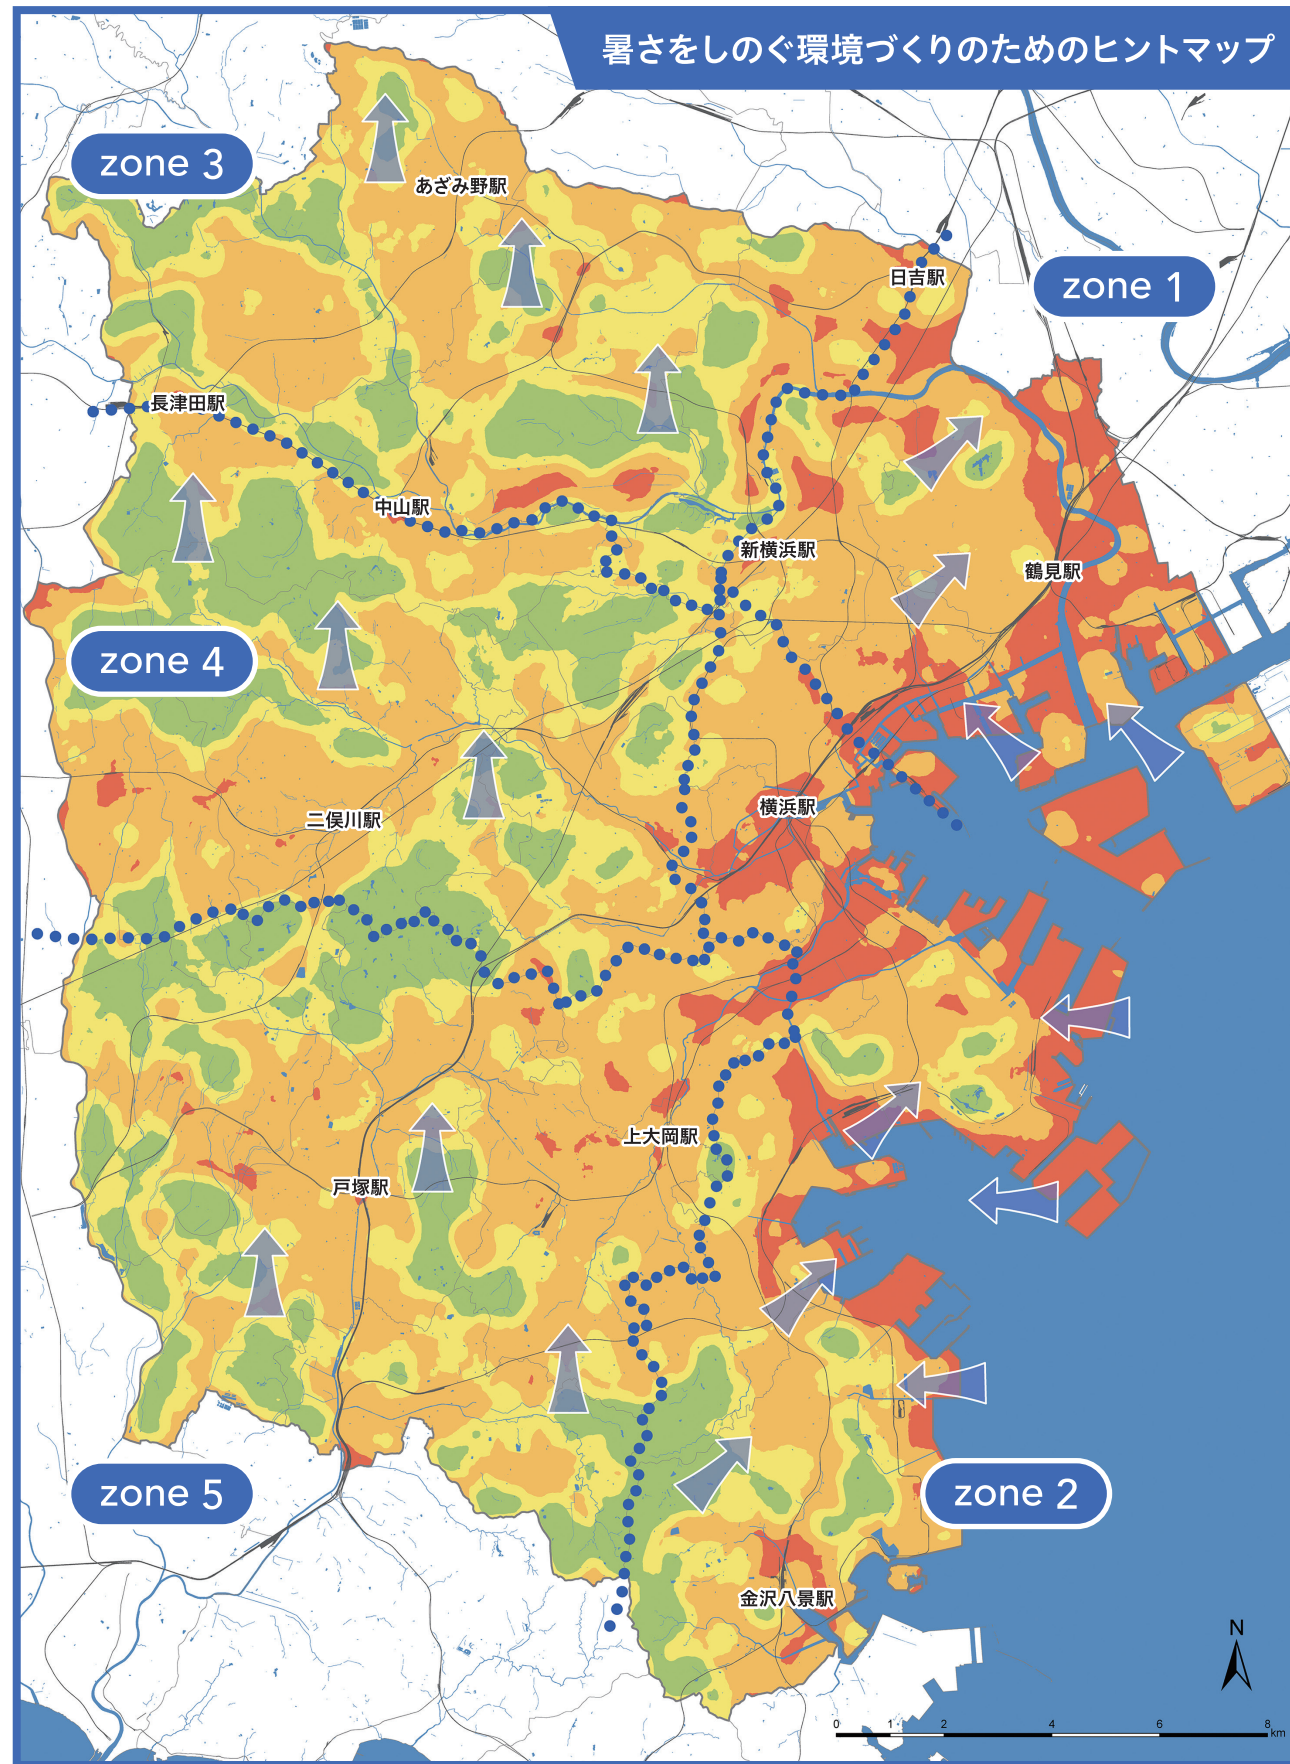 暑さをしのぐ環境づくりのためのヒントマップ
zone 3
あざみ野駅
日吉駅
zone 1
長津田駅
中山駅
新横浜駅
鶴見駅
zone 4
横浜駅
二俣川駅
上大岡駅
戸塚駅
zone 5
zone 2
金沢八景駅
N
0 1 2 4 6 8
km